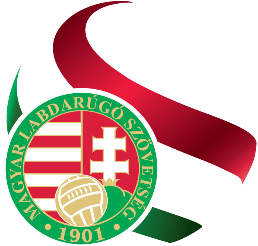 MAGYAR LABDARÚGÓ SZÖVETSÉG
• 1901 •